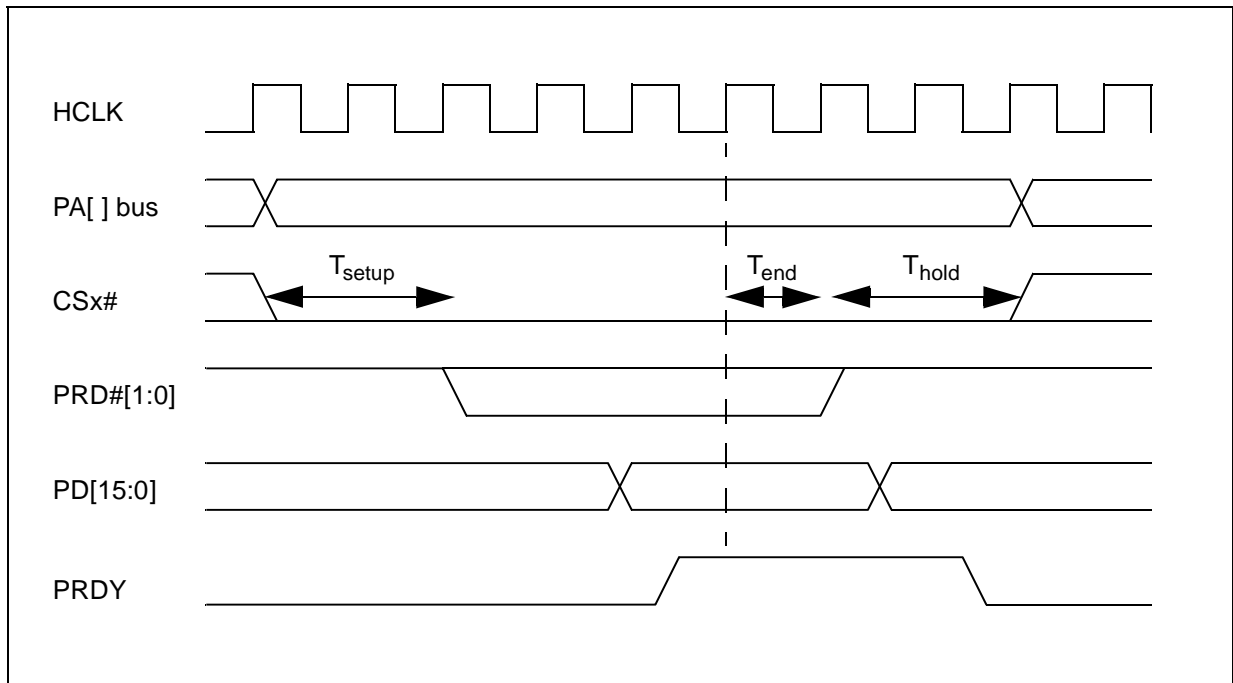 HCLK
PA[ ] bus
CSx#
Tsetup
Tend
Thold
PRD#[1:0]
PD[15:0]
PRDY